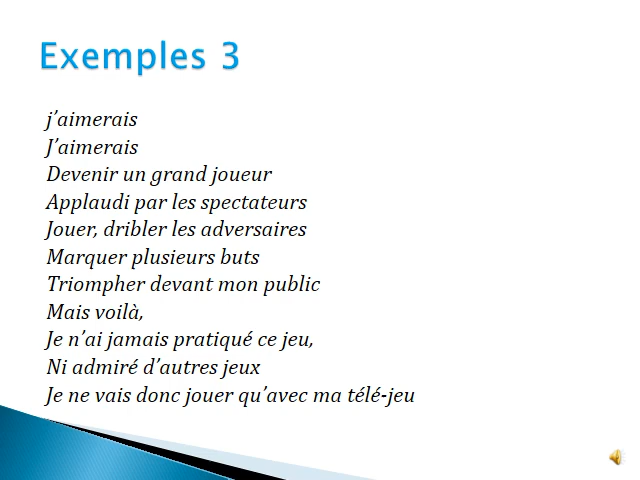 Exemples 3
j’aimerais
J’aimerais
Devenir un grand joueur
Applaudi par les spectateurs
Jouer, dribler les adversaires
Marquer plusieurs buts
Triompher devant mon public
Mais voilà,
Je n’ai jamais pratiqué ce jeu,
Ni admiré d’autres jeux
Je ne vais donc jouer qu’avec ma télé-jeu